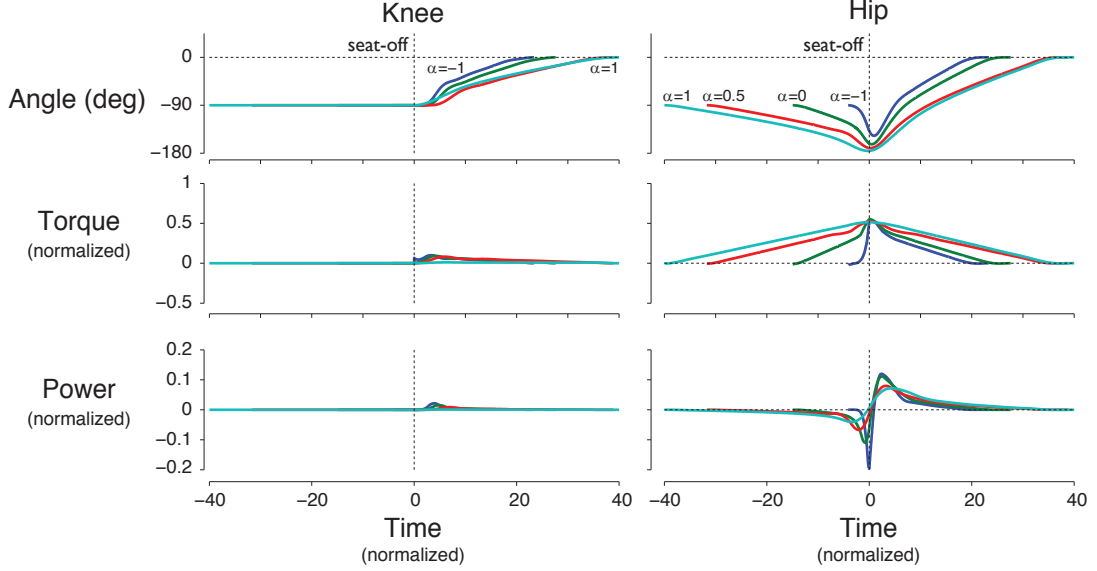 Knee
Hip
seat-off
seat-off
0
α=−1
α=1
Angle (deg)
−90
α=1
α=0.5
α=0
α=−1
−180
1
Torque
(normalized)
0.5
0
−0.5
0.2
Power
(normalized)
0.1
0
−0.1
−0.2
−40
−20
0
20
40
−40
−20
0
20
40
Time
(normalized)
Time
(normalized)